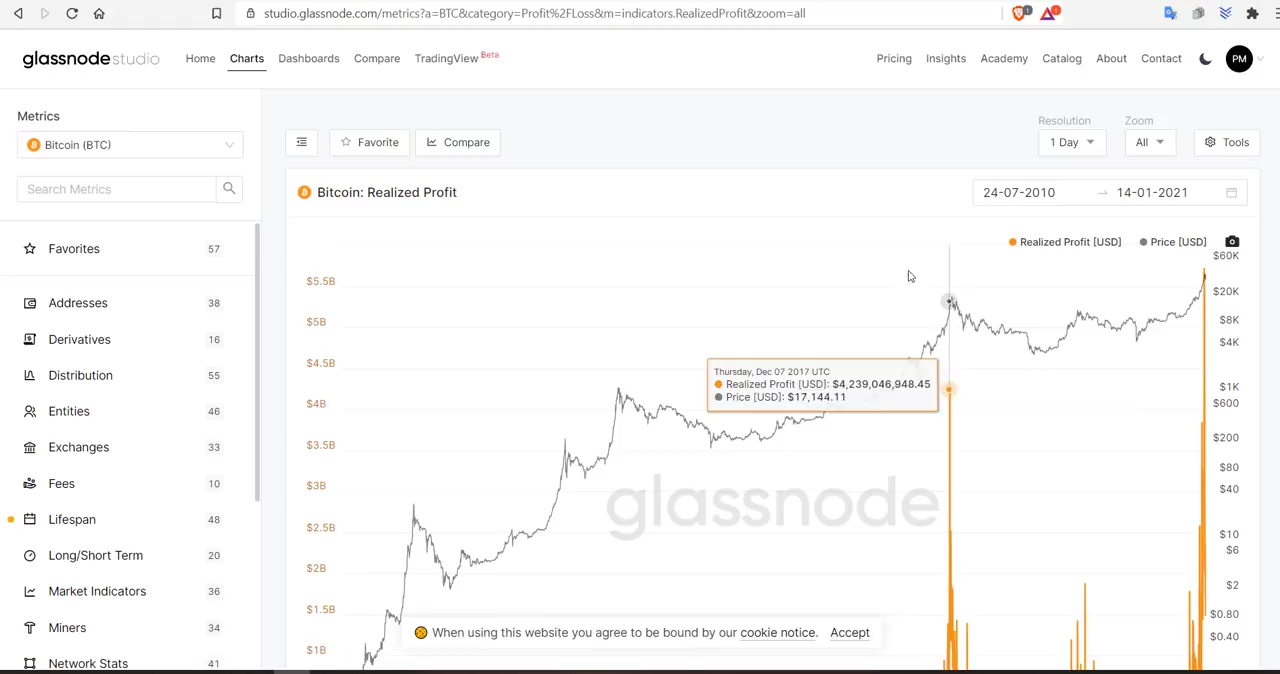 studio.glassnode.com/metrics?a=BTC&category=Profit%2FLoss&m=indicators.RealizedProfit&zoom=all
glassnodestudio Home Charts Dashboards Compare TradingView Beta Pricing Insights Academy Catalog About Contact PM
Metrics
Bitcoin (BTC)
Search Metrics
Favorites 57
Addresses 38
Derivatives 16
Distribution 55
Entities 46
Exchanges 33
Fees 10
Lifespan 48
Long/Short Term 20
Market Indicators 36
Miners 34
Network Stats 41
Resolution Zoom
Favorite Compare 1 Day All Tools
Bitcoin: Realized Profit 24-07-2010 → 14-01-2021
Realized Profit [USD] Price [USD]
$5.5B
$5B
$4.5B
$4B
$3.5B
$3B
$2.5B
$2B
$1.5B
$1B
Thursday, Dec 07 2017 UTC
Realized Profit [USD]: $4,239,046,948.45
Price [USD]: $17,144.11
glassnode
$60K
$20K
$8K
$4K
$1K
$600
$200
$80
$40
$10
$6
$2
$0.80
$0.40
When using this website you agree to be bound by our cookie notice. Accept